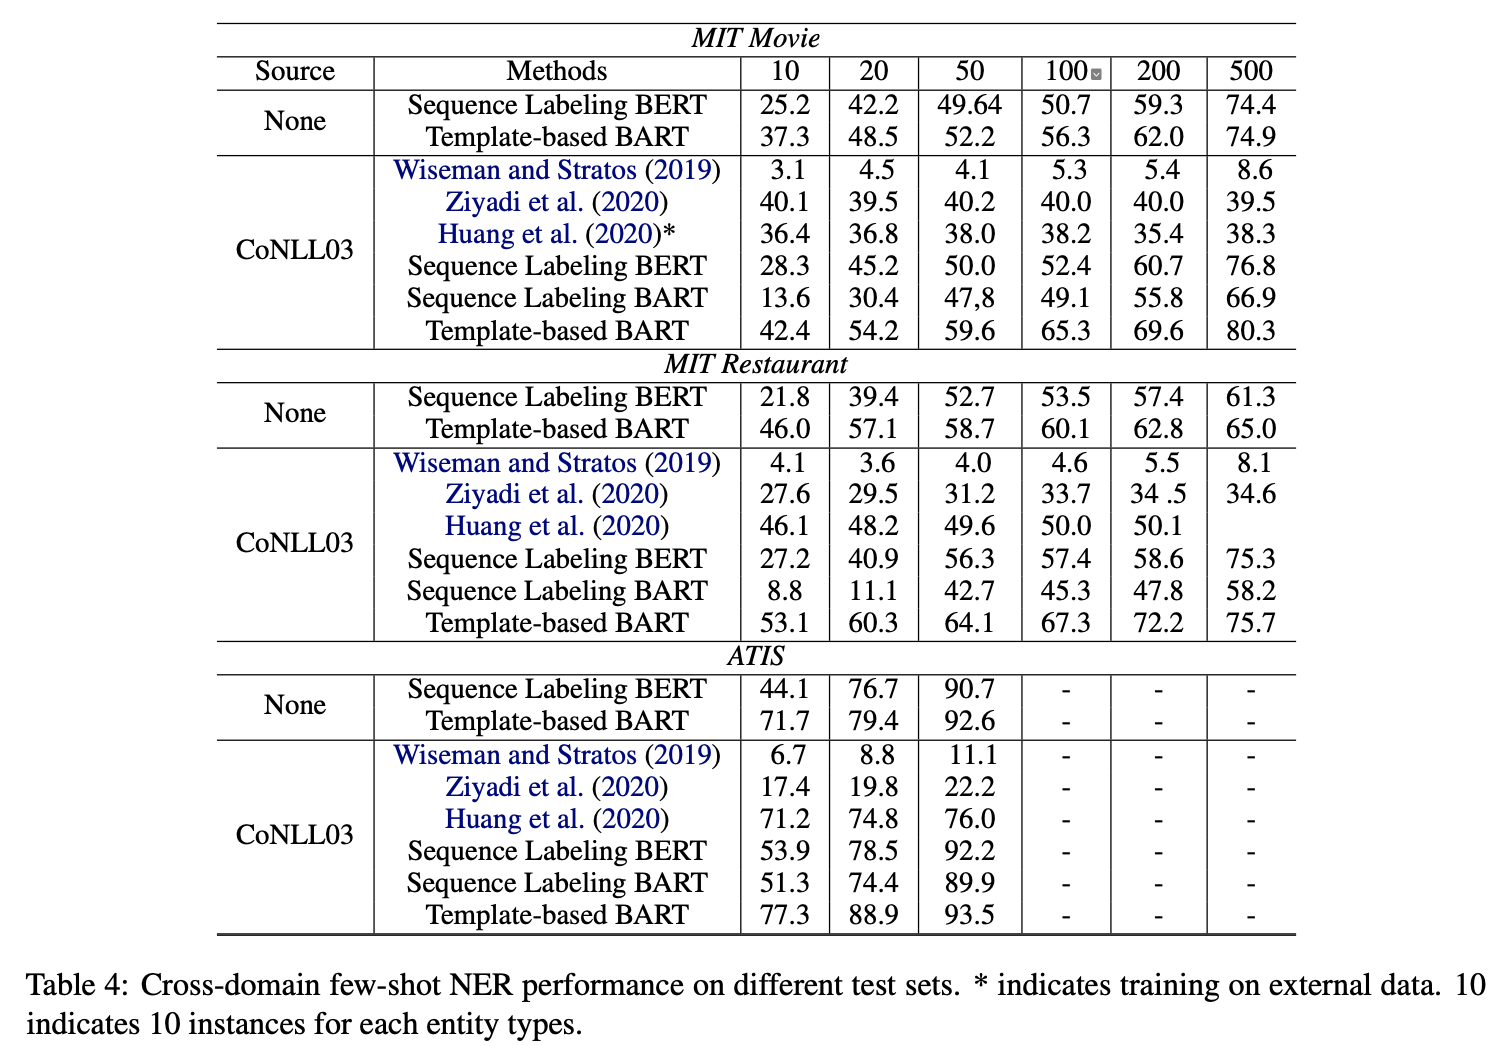 MIT Movie
Source Methods 10 20 50 100 200 500
None
Sequence Labeling BERT 25.2 42.2 49.64 50.7 59.3 74.4
Template-based BART 37.3 48.5 52.2 56.3 62.0 74.9
CoNLL03
Wiseman and Stratos (2019) 3.1 4.5 4.1 5.3 5.4 8.6
Ziyadi et al. (2020) 40.1 39.5 40.2 40.0 40.0 39.5
Huang et al. (2020)* 36.4 36.8 38.0 38.2 35.4 38.3
Sequence Labeling BERT 28.3 45.2 50.0 52.4 60.7 76.8
Sequence Labeling BART 13.6 30.4 47,8 49.1 55.8 66.9
Template-based BART 42.4 54.2 59.6 65.3 69.6 80.3
MIT Restaurant
None
Sequence Labeling BERT 21.8 39.4 52.7 53.5 57.4 61.3
Template-based BART 46.0 57.1 58.7 60.1 62.8 65.0
CoNLL03
Wiseman and Stratos (2019) 4.1 3.6 4.0 4.6 5.5 8.1
Ziyadi et al. (2020) 27.6 29.5 31.2 33.7 34 .5 34.6
Huang et al. (2020) 46.1 48.2 49.6 50.0 50.1
Sequence Labeling BERT 27.2 40.9 56.3 57.4 58.6 75.3
Sequence Labeling BART 8.8 11.1 42.7 45.3 47.8 58.2
Template-based BART 53.1 60.3 64.1 67.3 72.2 75.7
ATIS
None
Sequence Labeling BERT 44.1 76.7 90.7 - - -
Template-based BART 71.7 79.4 92.6 - - -
CoNLL03
Wiseman and Stratos (2019) 6.7 8.8 11.1 - - -
Ziyadi et al. (2020) 17.4 19.8 22.2 - - -
Huang et al. (2020) 71.2 74.8 76.0 - - -
Sequence Labeling BERT 53.9 78.5 92.2 - - -
Sequence Labeling BART 51.3 74.4 89.9 - - -
Template-based BART 77.3 88.9 93.5 - - -
Table 4: Cross-domain few-shot NER performance on different test sets. * indicates training on external data. 10
indicates 10 instances for each entity types.